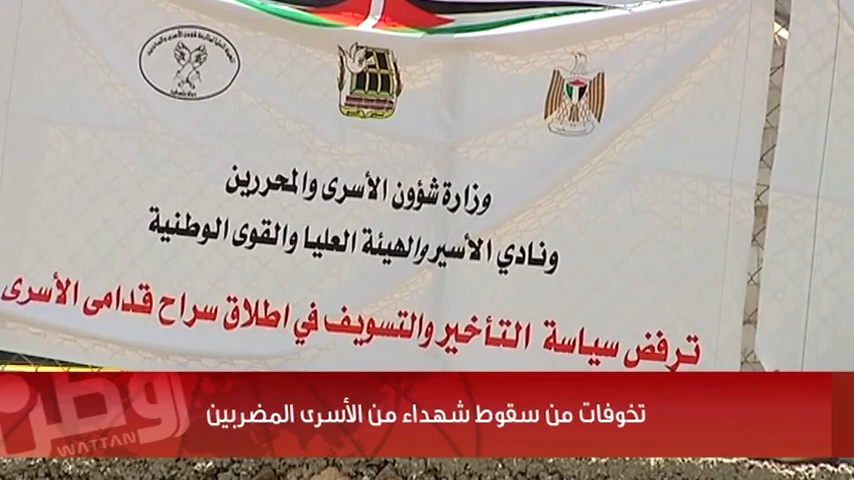 وزارة شؤون الأسرى والمحررين
ونادي الأسير والهيئة العليا والقوى الوطنية
ترفض سياسة التأخير والتسويف في اطلاق سراح قدامى الأسرى
تخوفات من سقوط شهداء من الأسرى المضربين
وطن
WATTAN